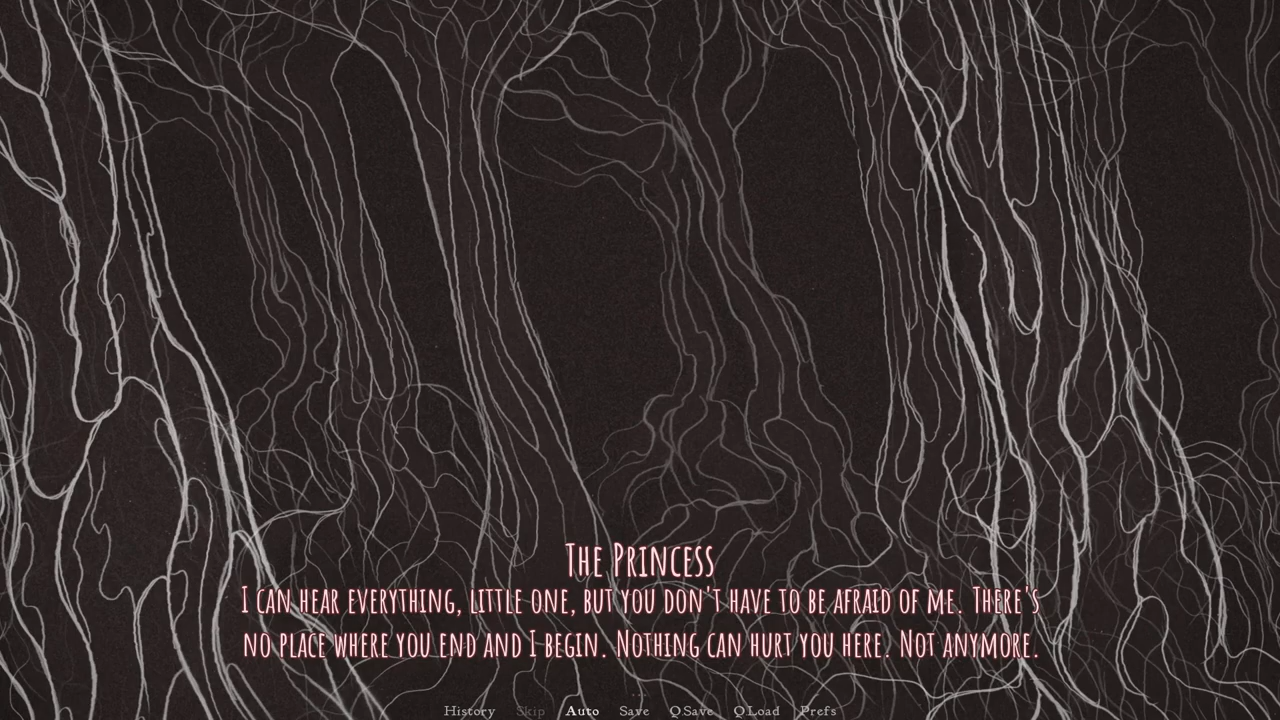 The Princess
I can hear everything, little one, but you don't have to be afraid of me. There's
no place where you end and I begin. Nothing can hurt you here. Not anymore.
History Skip Auto Save Q.Save Q.Load Prefs